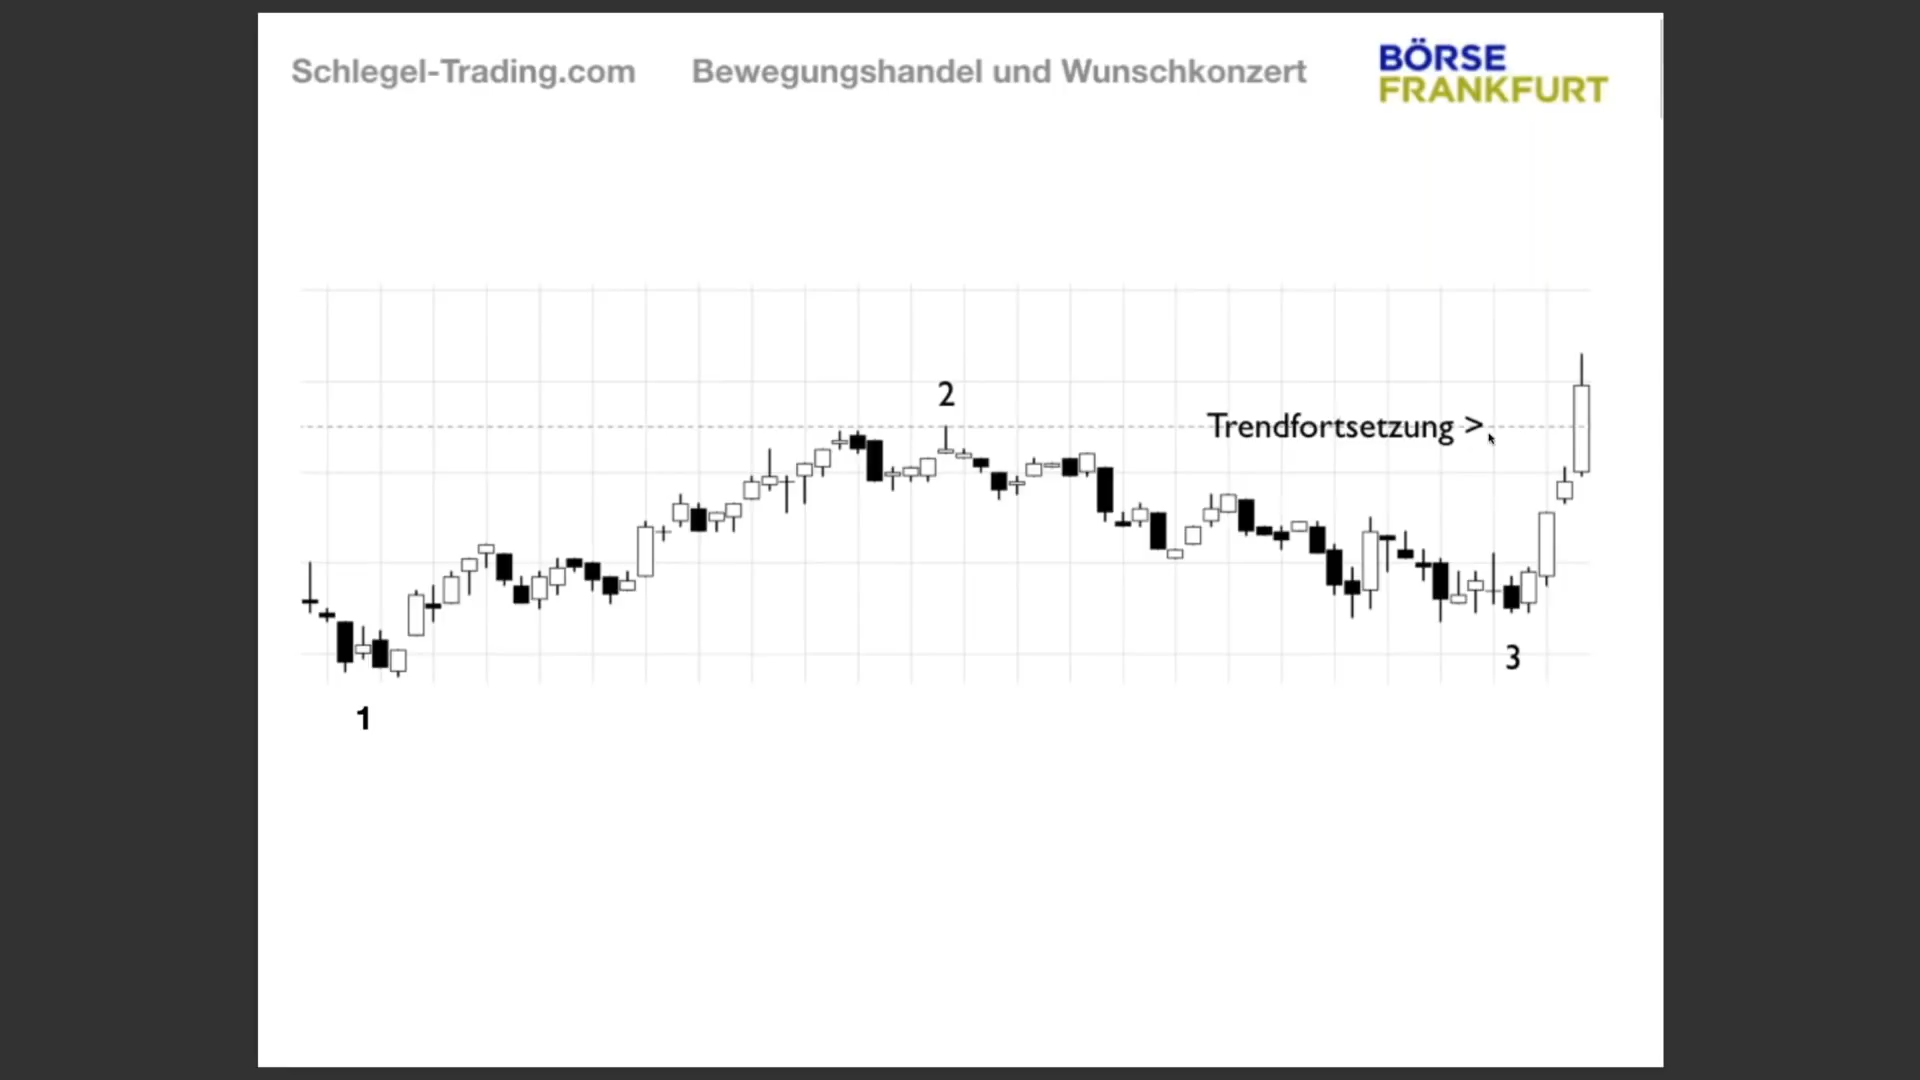 Schlegel-Trading.com
Bewegungshandel und Wunschkonzert
BÖRSE
FRANKFURT
2
Trendfortsetzung >
3
1